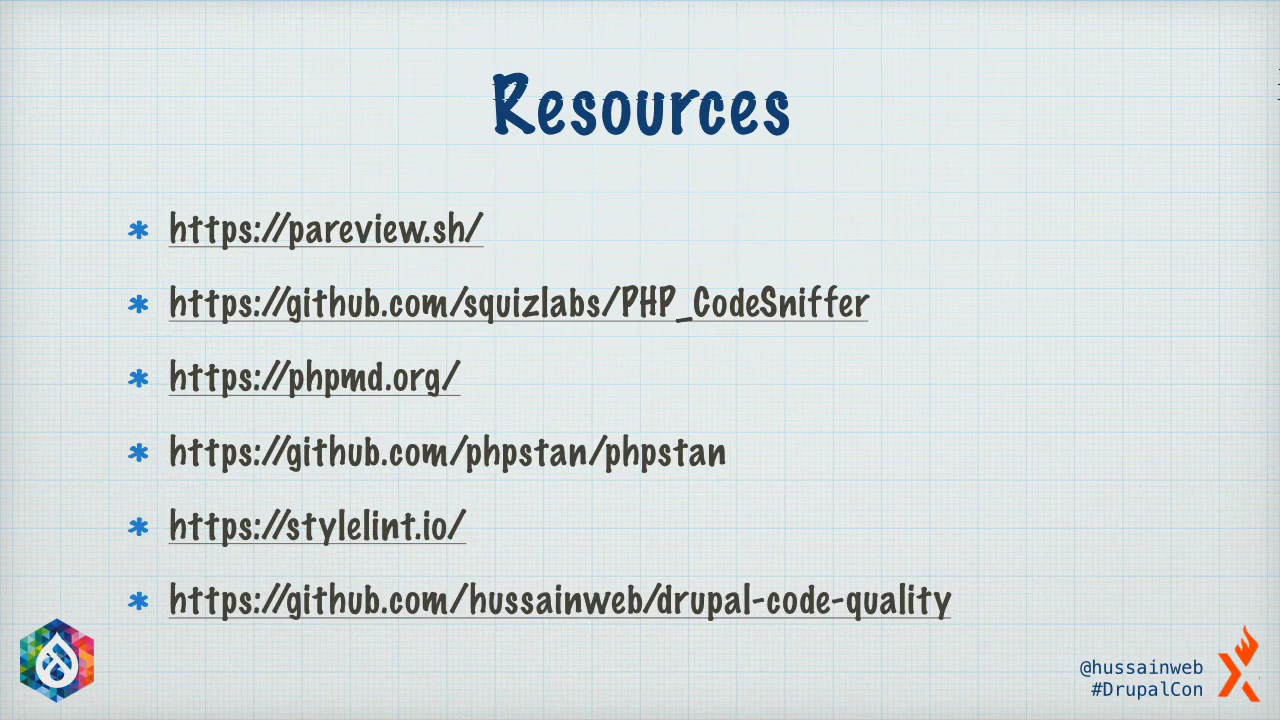 Resources
* https://pareview.sh/
* https://github.com/squizlabs/PHP_CodeSniffer
* https://phpmd.org/
* https://github.com/phpstan/phpstan
* https://stylelint.io/
* https://github.com/hussainweb/drupal-code-quality
@hussainweb
#DrupalCon